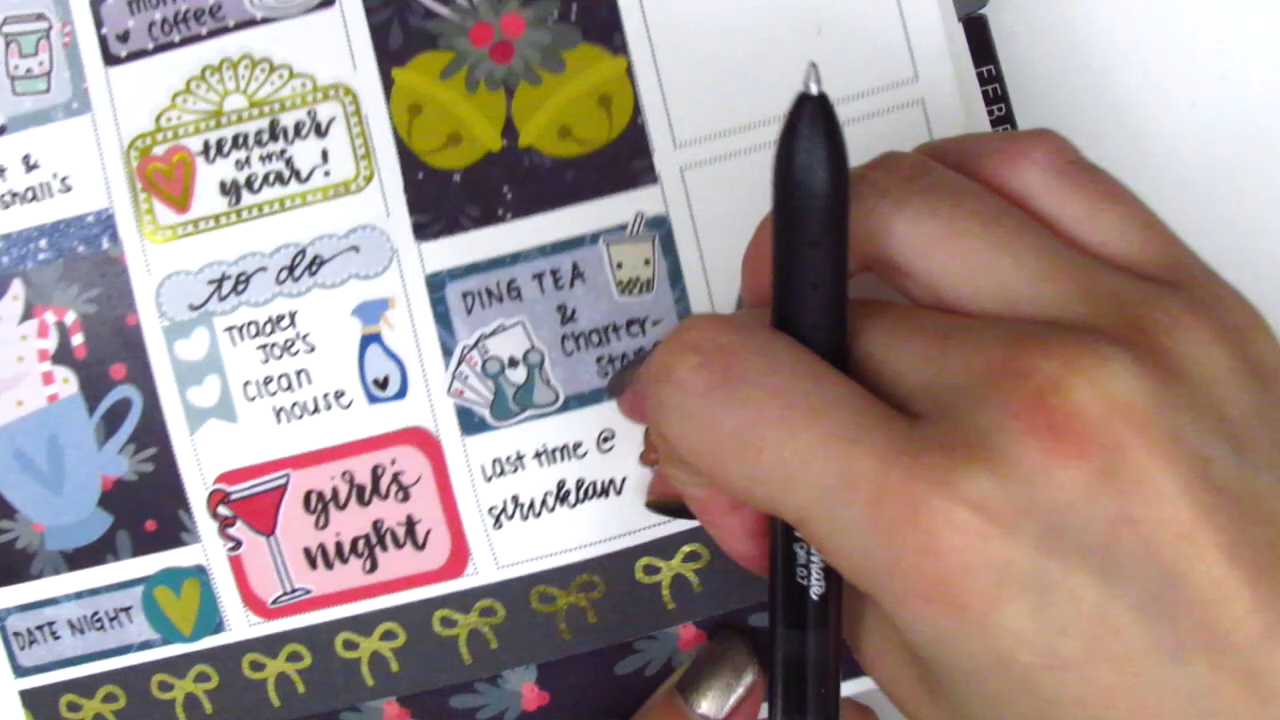 coffee
teacher
of the
year!
to do
Trader
Joe's
clean
house
girl's
night
DATE NIGHT
DING TEA
&
Charter-
Last time @
stricklan
FEBR